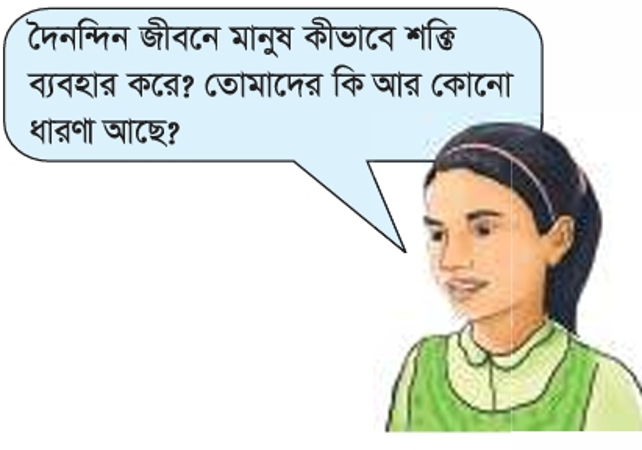 দৈনন্দিন জীবনে মানুষ কীভাবে শক্তি
ব্যবহার করে? তোমাদের কি আর কোনো
ধারণা আছে?